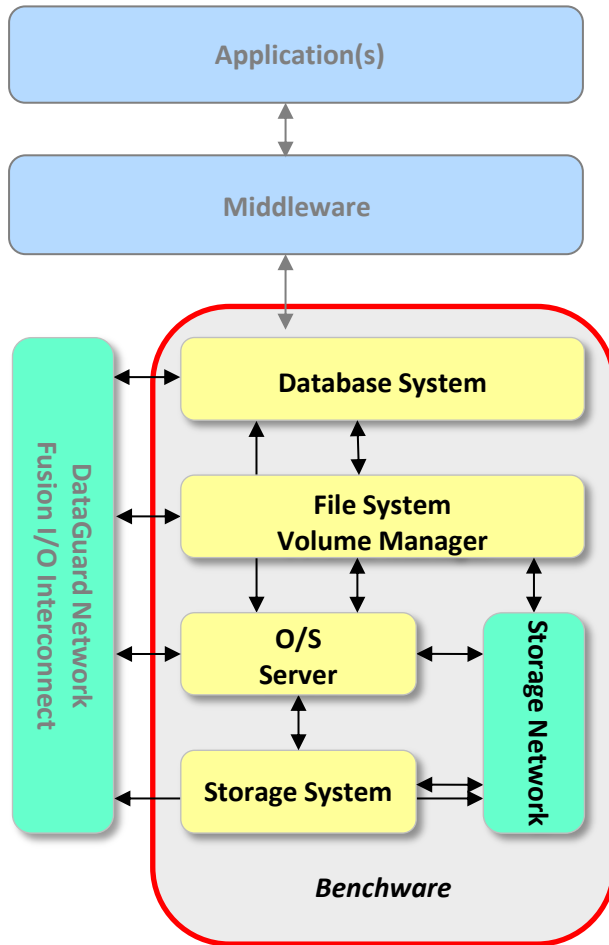 Application(s)
Middleware
Database System
DataGuard Network
Fusion I/O Interconnect
File System
Volume Manager
O/S
Server
Storage Network
Storage System
Benchware